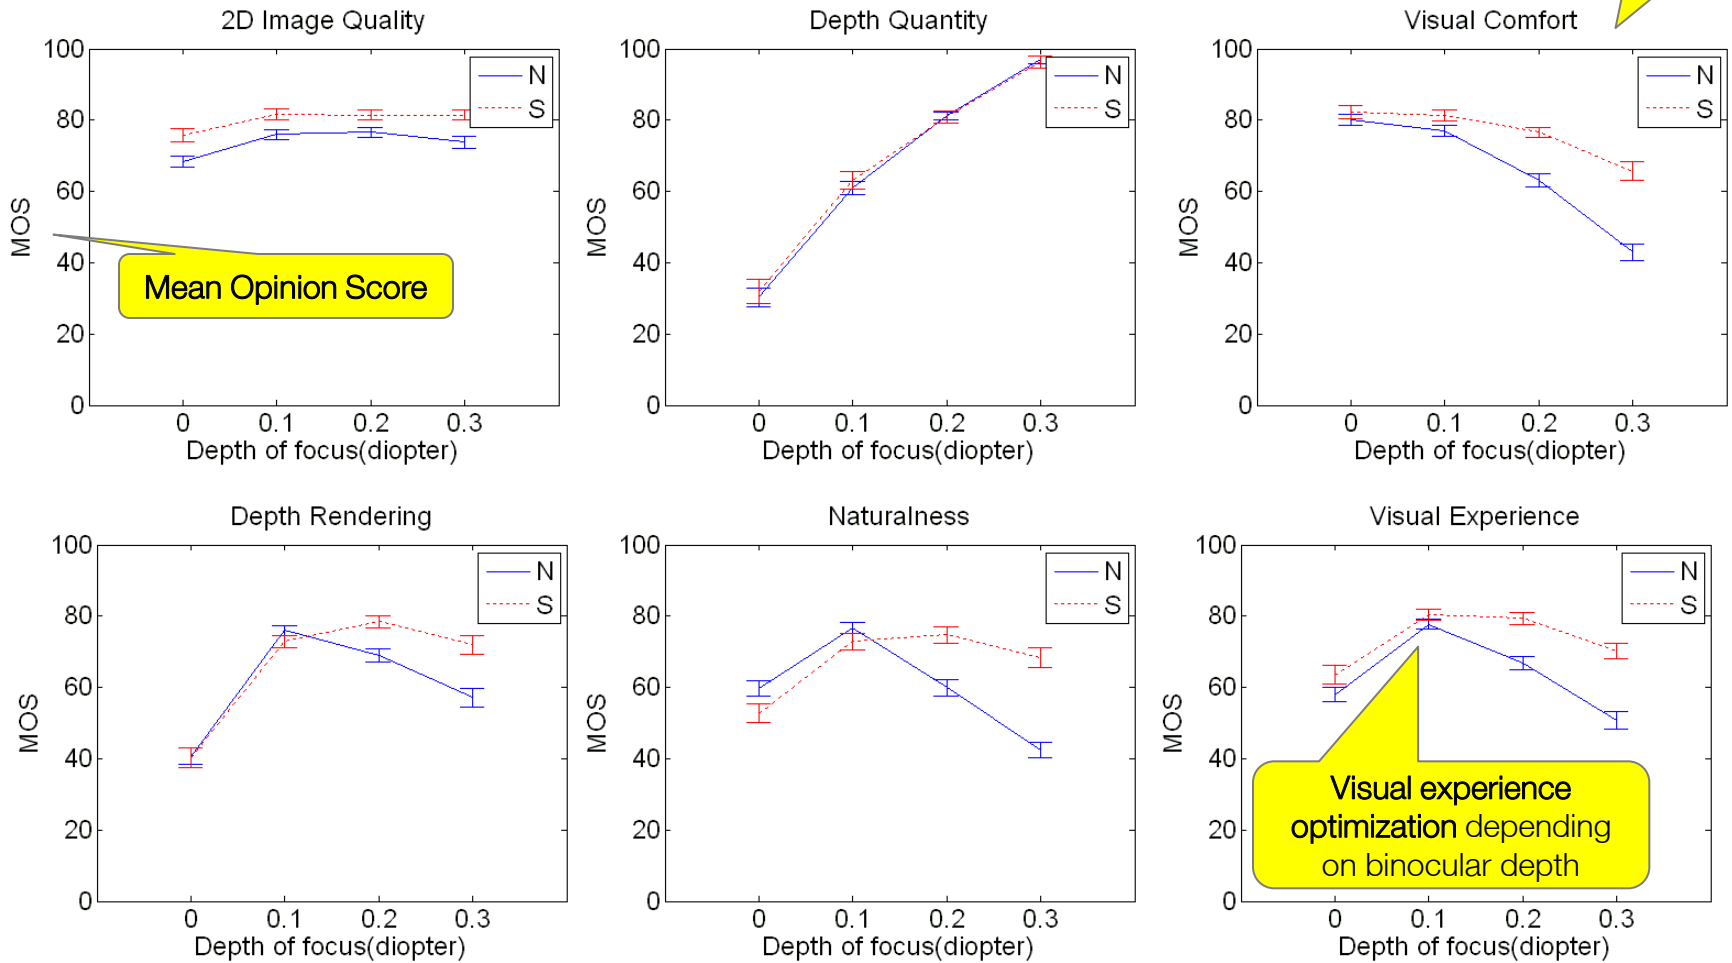 2D Image Quality
100
80
60
40
20
0
MOS
N
S
0 0.1 0.2 0.3
Depth of focus(diopter)
Mean Opinion Score
Depth Quantity
100
80
60
40
20
0
MOS
N
S
0 0.1 0.2 0.3
Depth of focus(diopter)
Visual Comfort
100
80
60
40
20
0
MOS
N
S
0 0.1 0.2 0.3
Depth of focus(diopter)
Depth Rendering
100
80
60
40
20
0
MOS
N
S
0 0.1 0.2 0.3
Depth of focus(diopter)
Naturalness
100
80
60
40
20
0
MOS
N
S
0 0.1 0.2 0.3
Depth of focus(diopter)
Visual Experience
100
80
60
40
20
0
MOS
N
S
0 0.1 0.2 0.3
Depth of focus(diopter)
Visual experience
optimization depending
on binocular depth